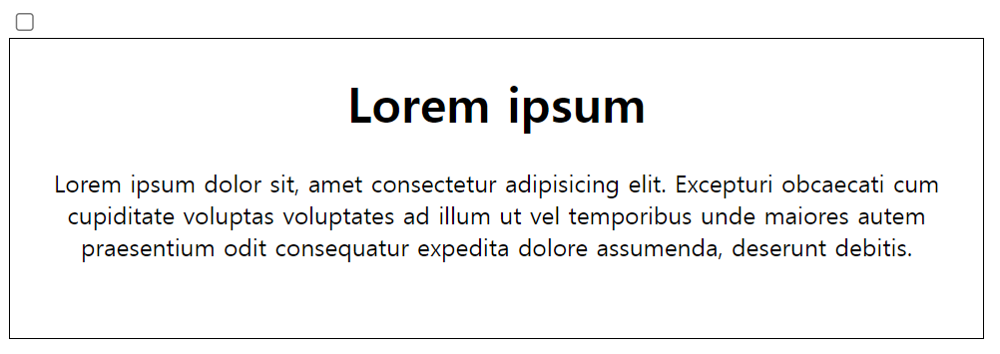 Lorem ipsum
Lorem ipsum dolor sit, amet consectetur adipisicing elit. Excepturi obcaecati cum
cupiditate voluptas voluptates ad illum ut vel temporibus unde maiores autem
praesentium odit consequatur expedita dolore assumenda, deserunt debitis.